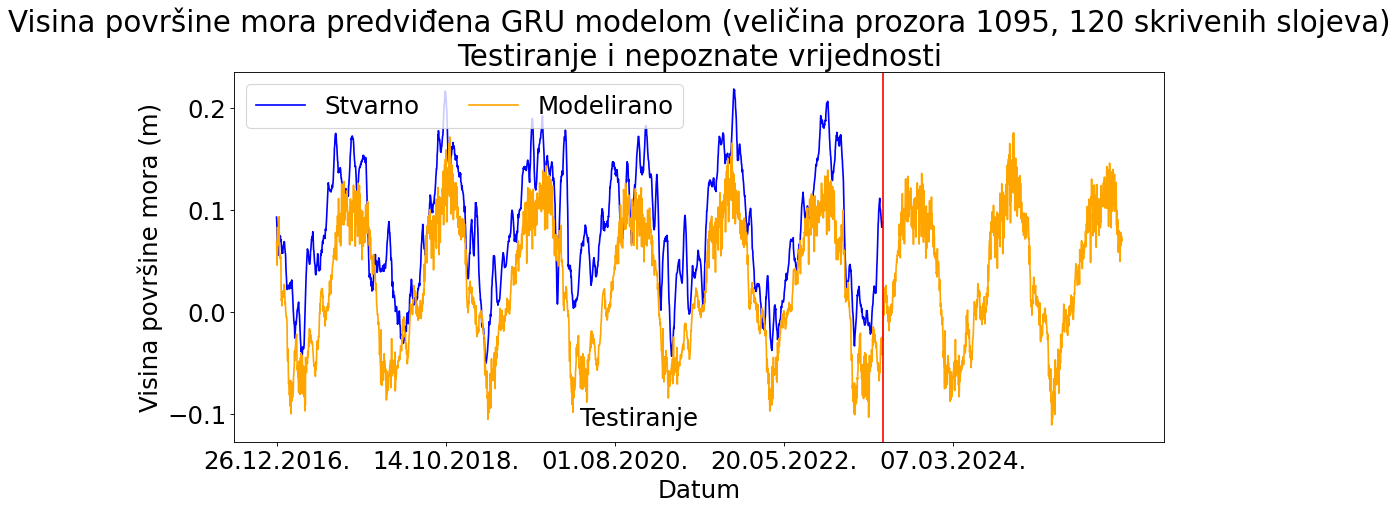 Visina površine mora predviđena GRU modelom (veličina prozora 1095, 120 skrivenih slojeva)
Testiranje i nepoznate vrijednosti
Stvarno Modelirano
Visina površine mora (m)
0.2
0.1
0.0
−0.1
Testiranje
26.12.2016. 14.10.2018. 01.08.2020. 20.05.2022. 07.03.2024.
Datum